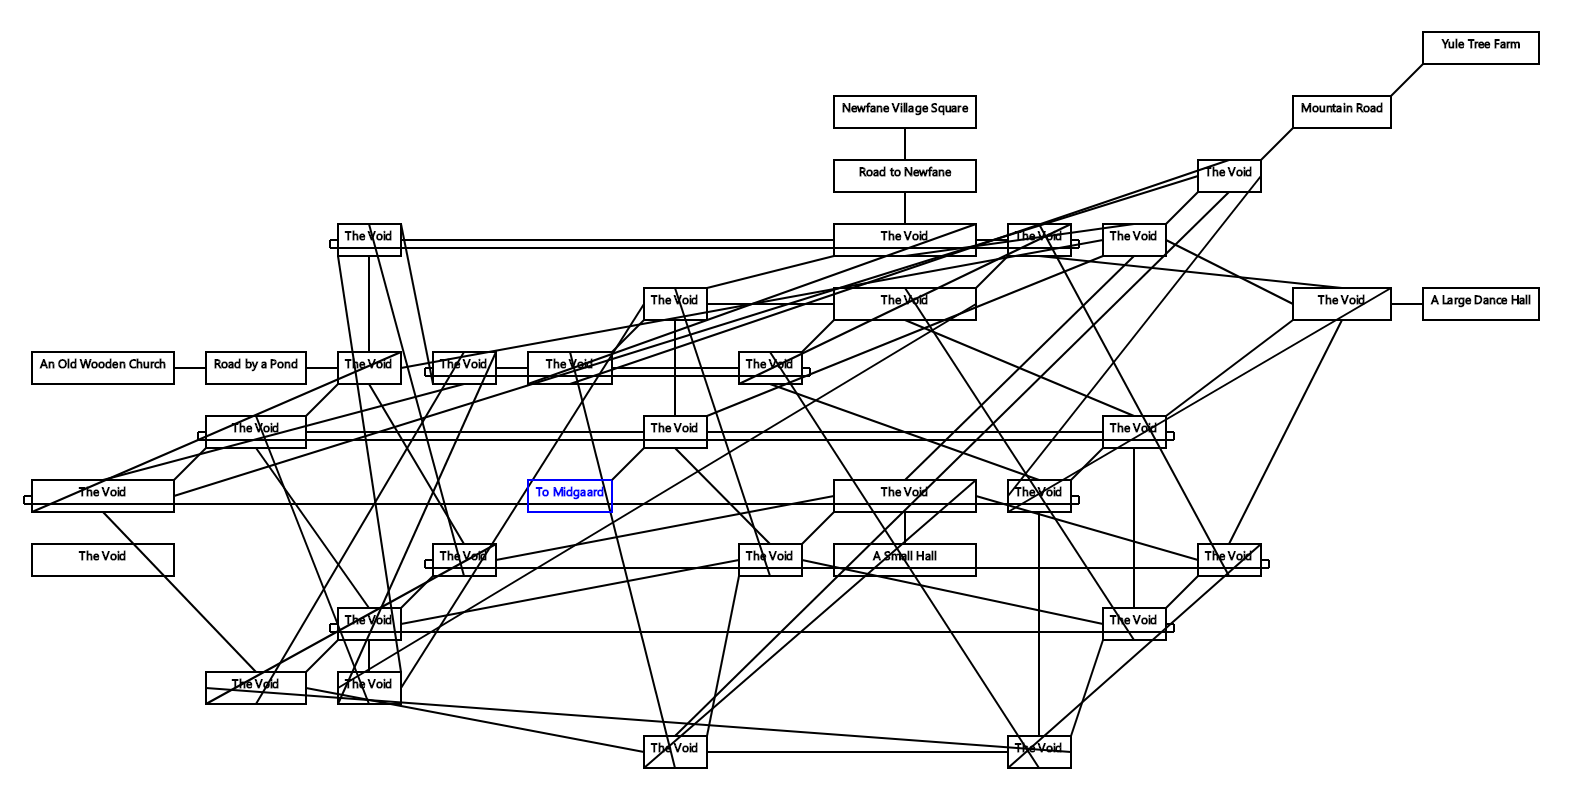 Yule Tree Farm
Newfane Village Square
Mountain Road
Road to Newfane
The Void
The Void
The Void
The Void
The Void
The Void
The Void
The Void
A Large Dance Hall
An Old Wooden Church
Road by a Pond
The Void
The Void
The Void
The Void
The Void
The Void
The Void
The Void
To Midgaard
The Void
The Void
The Void
The Void
The Void
A Small Hall
The Void
The Void
The Void
The Void
The Void
The Void
The Void